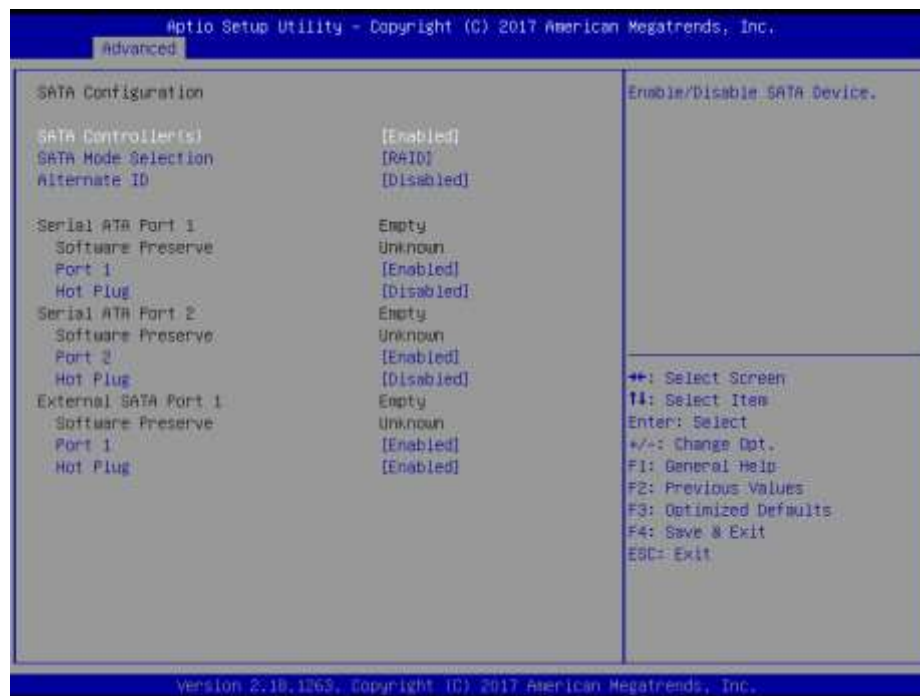 Aptio Setup Utility - Copyright (C) 2017 American Megatrends, Inc.
Advanced
SATA Configuration
SATA Controller(s) [Enabled]
SATA Mode Selection [RAID]
Alternate ID [Disabled]
Serial ATA Port 1 Empty
Software Preserve Unknown
Port 1 [Enabled]
Hot Plug [Disabled]
Serial ATA Port 2 Empty
Software Preserve Unknown
Port 2 [Enabled]
Hot Plug [Disabled]
External SATA Port 1 Empty
Software Preserve Unknown
Port 1 [Enabled]
Hot Plug [Enabled]
Enable/Disable SATA Device.
→←: Select Screen
↑↓: Select Item
Enter: Select
+/-: Change Opt.
F1: General Help
F2: Previous Values
F3: Optimized Defaults
F4: Save & Exit
ESC: Exit
Version 2.18.1263. Copyright (C) 2017 American Megatrends, Inc.